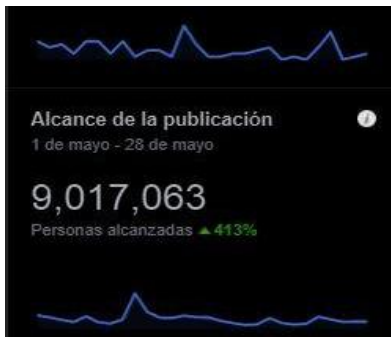 Alcance de la publicación
1 de mayo - 28 de mayo
9,017,063
Personas alcanzadas ▲413%